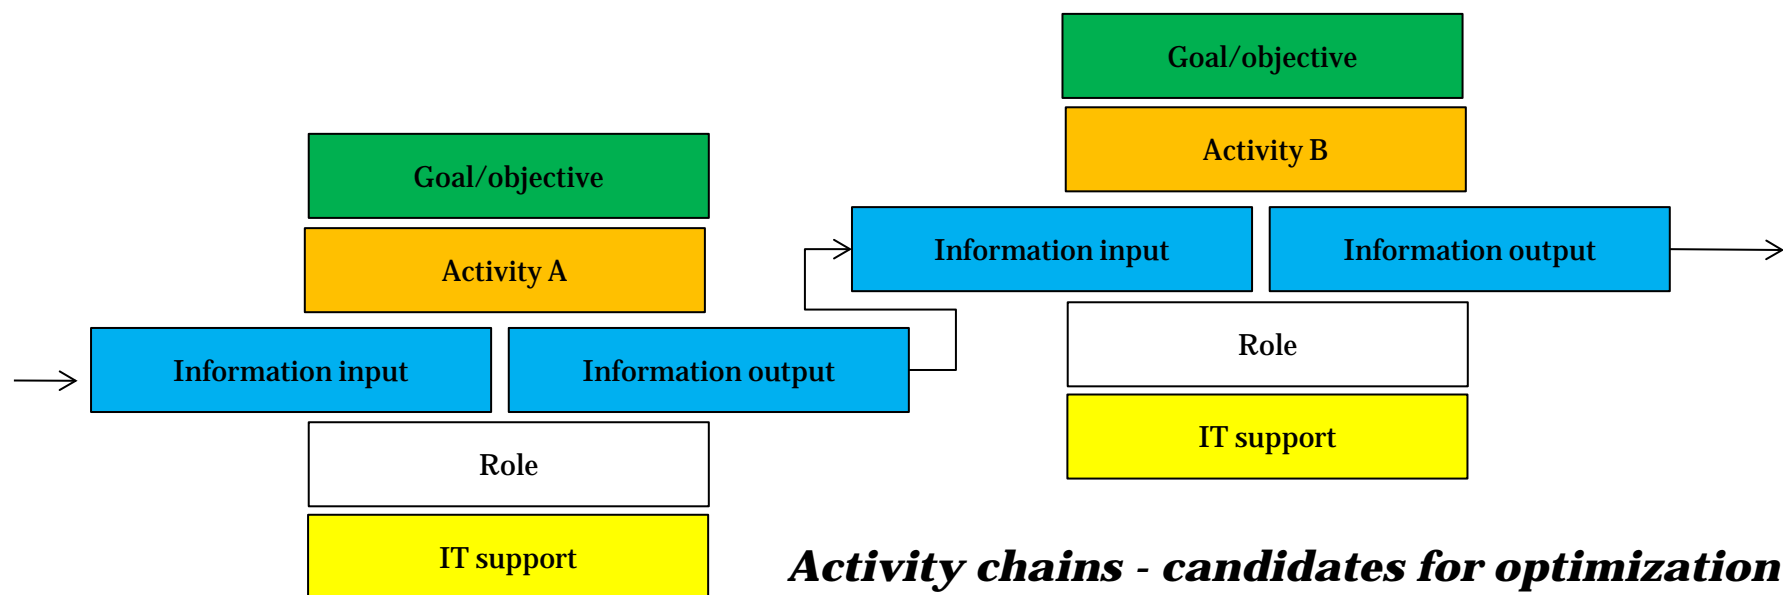 Goal/objective
Activity A
Information input
Information output
Role
IT support
Goal/objective
Activity B
Information input
Information output
Role
IT support
Activity chains - candidates for optimization